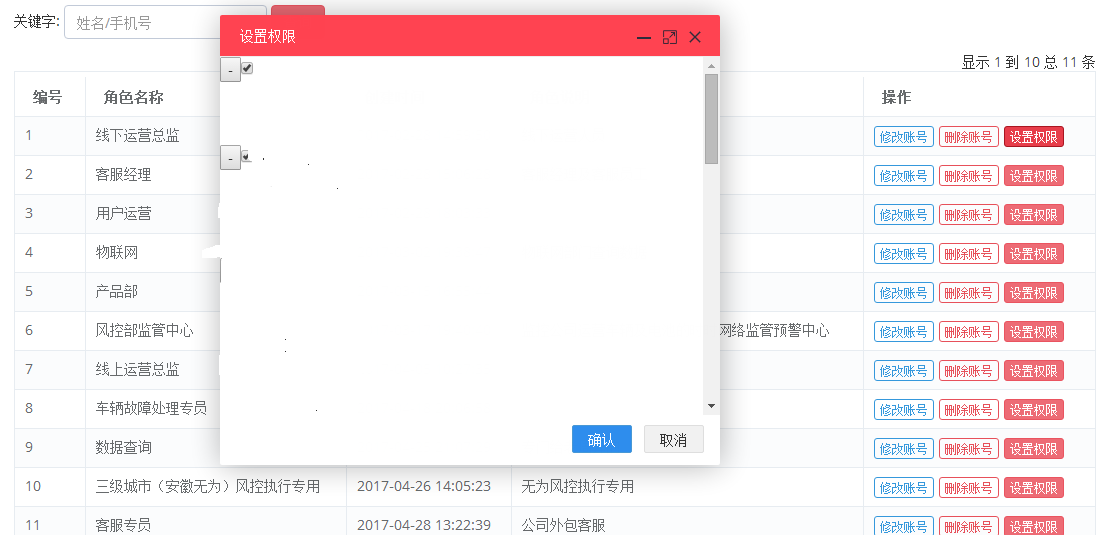 关键字: 姓名/手机号
设置权限
显示 1 到 10 总 11 条
编号 角色名称 操作
1 线下运营总监 修改账号 删除账号 设置权限
2 客服经理 修改账号 删除账号 设置权限
3 用户运营 修改账号 删除账号 设置权限
4 物联网 修改账号 删除账号 设置权限
5 产品部 修改账号 删除账号 设置权限
6 风控部监管中心 网络监管预警中心 修改账号 删除账号 设置权限
7 线上运营总监 修改账号 删除账号 设置权限
8 车辆故障处理专员 修改账号 删除账号 设置权限
确认 取消
9 数据查询 修改账号 删除账号 设置权限
10 三级城市（安徽无为）风控执行专用 2017-04-26 14:05:23 无为风控执行专用 修改账号 删除账号 设置权限
11 客服专员 2017-04-28 13:22:39 公司外包客服 修改账号 删除账号 设置权限